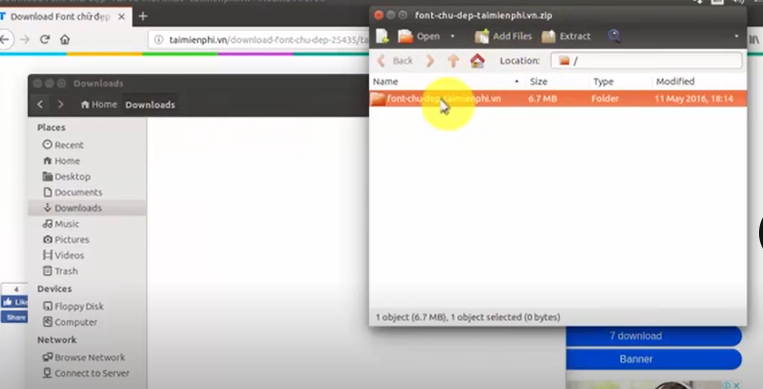 Download Font chữ đẹp
taimienphi.vn/download-font-chu-dep-25435/ta
font-chu-dep-taimienphi.vn.zip
Open
Add Files
Extract
Back
Location:
/
Name
Size
Type
Modified
font-chu-dep-taimienphi.vn
6.7 MB
Folder
11 May 2016, 18:14
1 object (6.7 MB), 1 object selected (0 bytes)
Downloads
Home
Downloads
Places
Recent
Home
Desktop
Documents
Downloads
Music
Pictures
Videos
Trash
Devices
Floppy Disk
Computer
Network
Browse Network
Connect to Server
4
Like
Share
7 download
Banner